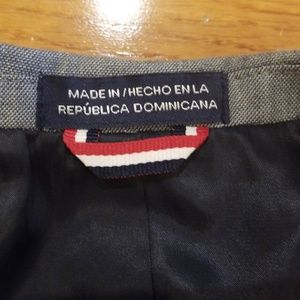 MADE IN / HECHO EN LA
REPÚBLICA DOMINICANA